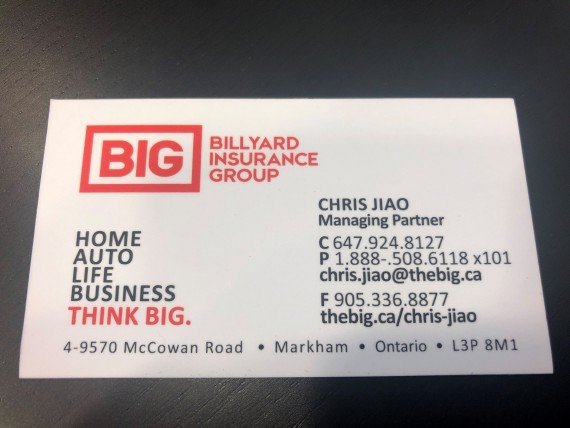 BIG
BILLYARD
INSURANCE
GROUP
CHRIS JIAO
Managing Partner
HOME
AUTO
LIFE
BUSINESS
THINK BIG.
C 647.924.8127
P 1.888-.508.6118 x101
chris.jiao@thebig.ca
F 905.336.8877
thebig.ca/chris-jiao
4-9570 McCowan Road • Markham • Ontario • L3P 8M1